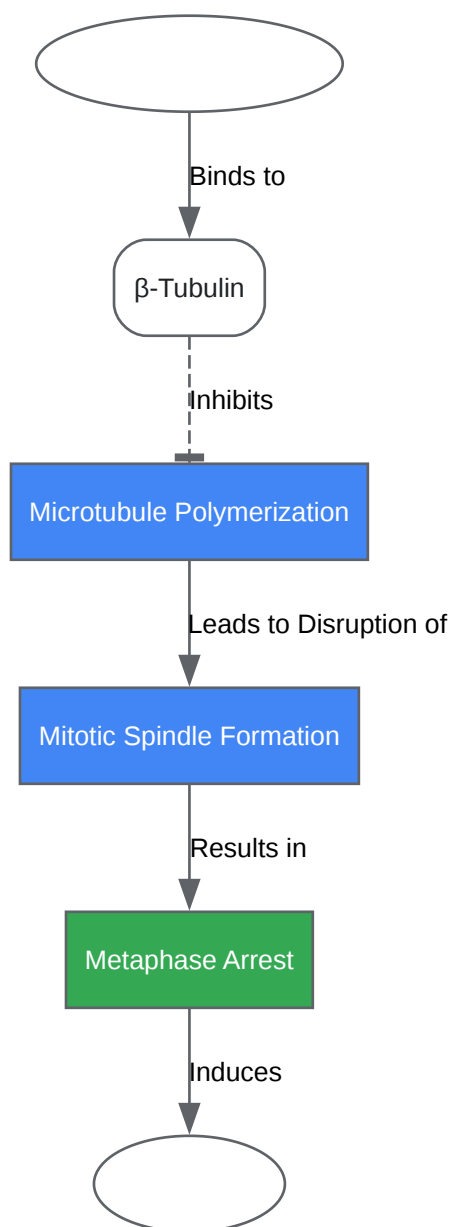 Binds to
β-Tubulin
Inhibits
Microtubule Polymerization
Leads to Disruption of
Mitotic Spindle Formation
Results in
Metaphase Arrest
Induces